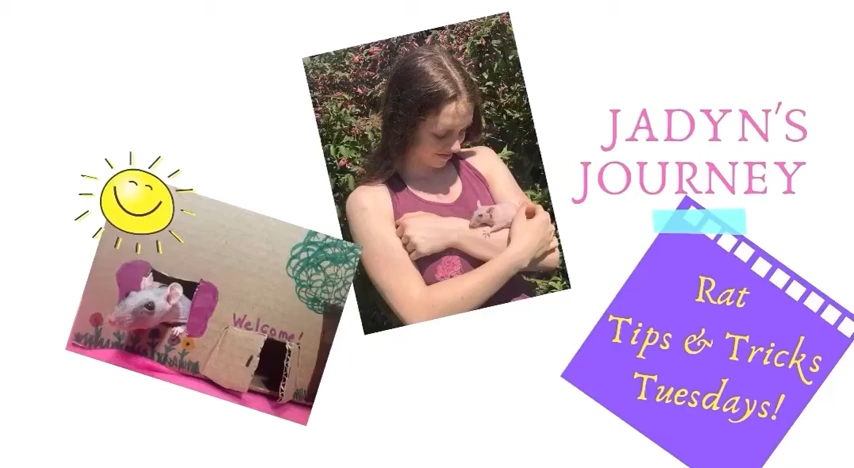 JADYN'S
JOURNEY
Welcome!
Rat
Tips & Tricks
Tuesdays!